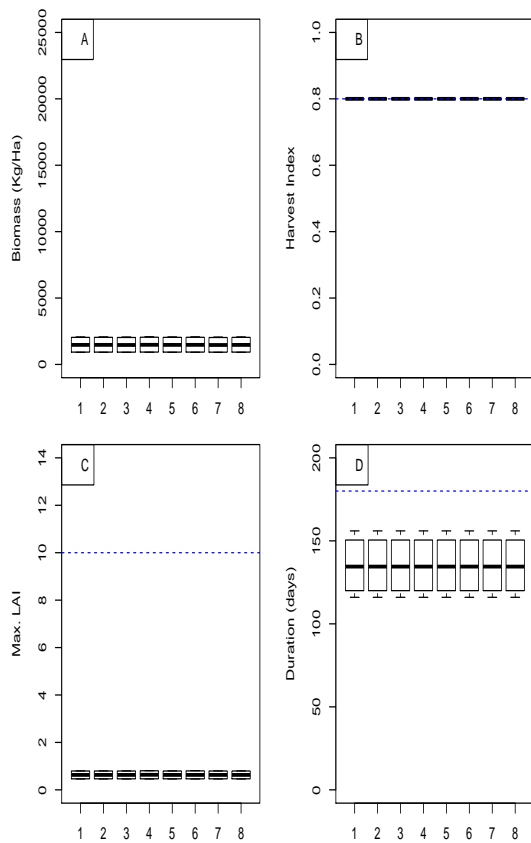 A
Biomass (Kg/Ha)
25000
20000
15000
10000
5000
0
1 2 3 4 5 6 7 8
B
Harvest Index
1.0
0.8
0.6
0.4
0.2
0.0
1 2 3 4 5 6 7 8
C
Max. LAI
14
12
10
8
6
4
2
0
1 2 3 4 5 6 7 8
D
Duration (days)
200
150
100
50
0
1 2 3 4 5 6 7 8